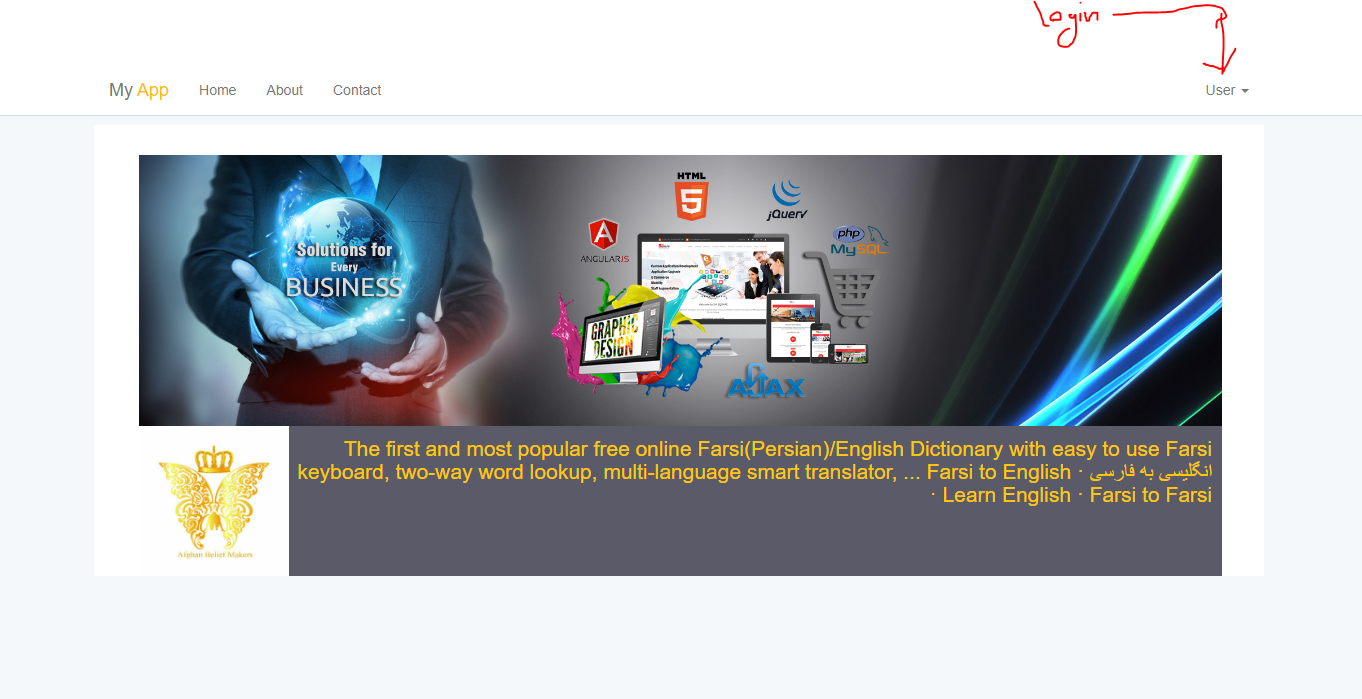 Login
My App Home About Contact User
Solutions for
Every
BUSINESS
HTML
5
jQuery
php
MySQL
A
ANGULARJS
GRAPHIC
DESIGN
AJAX
The first and most popular free online Farsi(Persian)/English Dictionary with easy to use Farsi
keyboard, two-way word lookup, multi-language smart translator, ... Farsi to English · انگلیسی به فارسی
· Learn English · Farsi to Farsi
Afghan Belief Makers